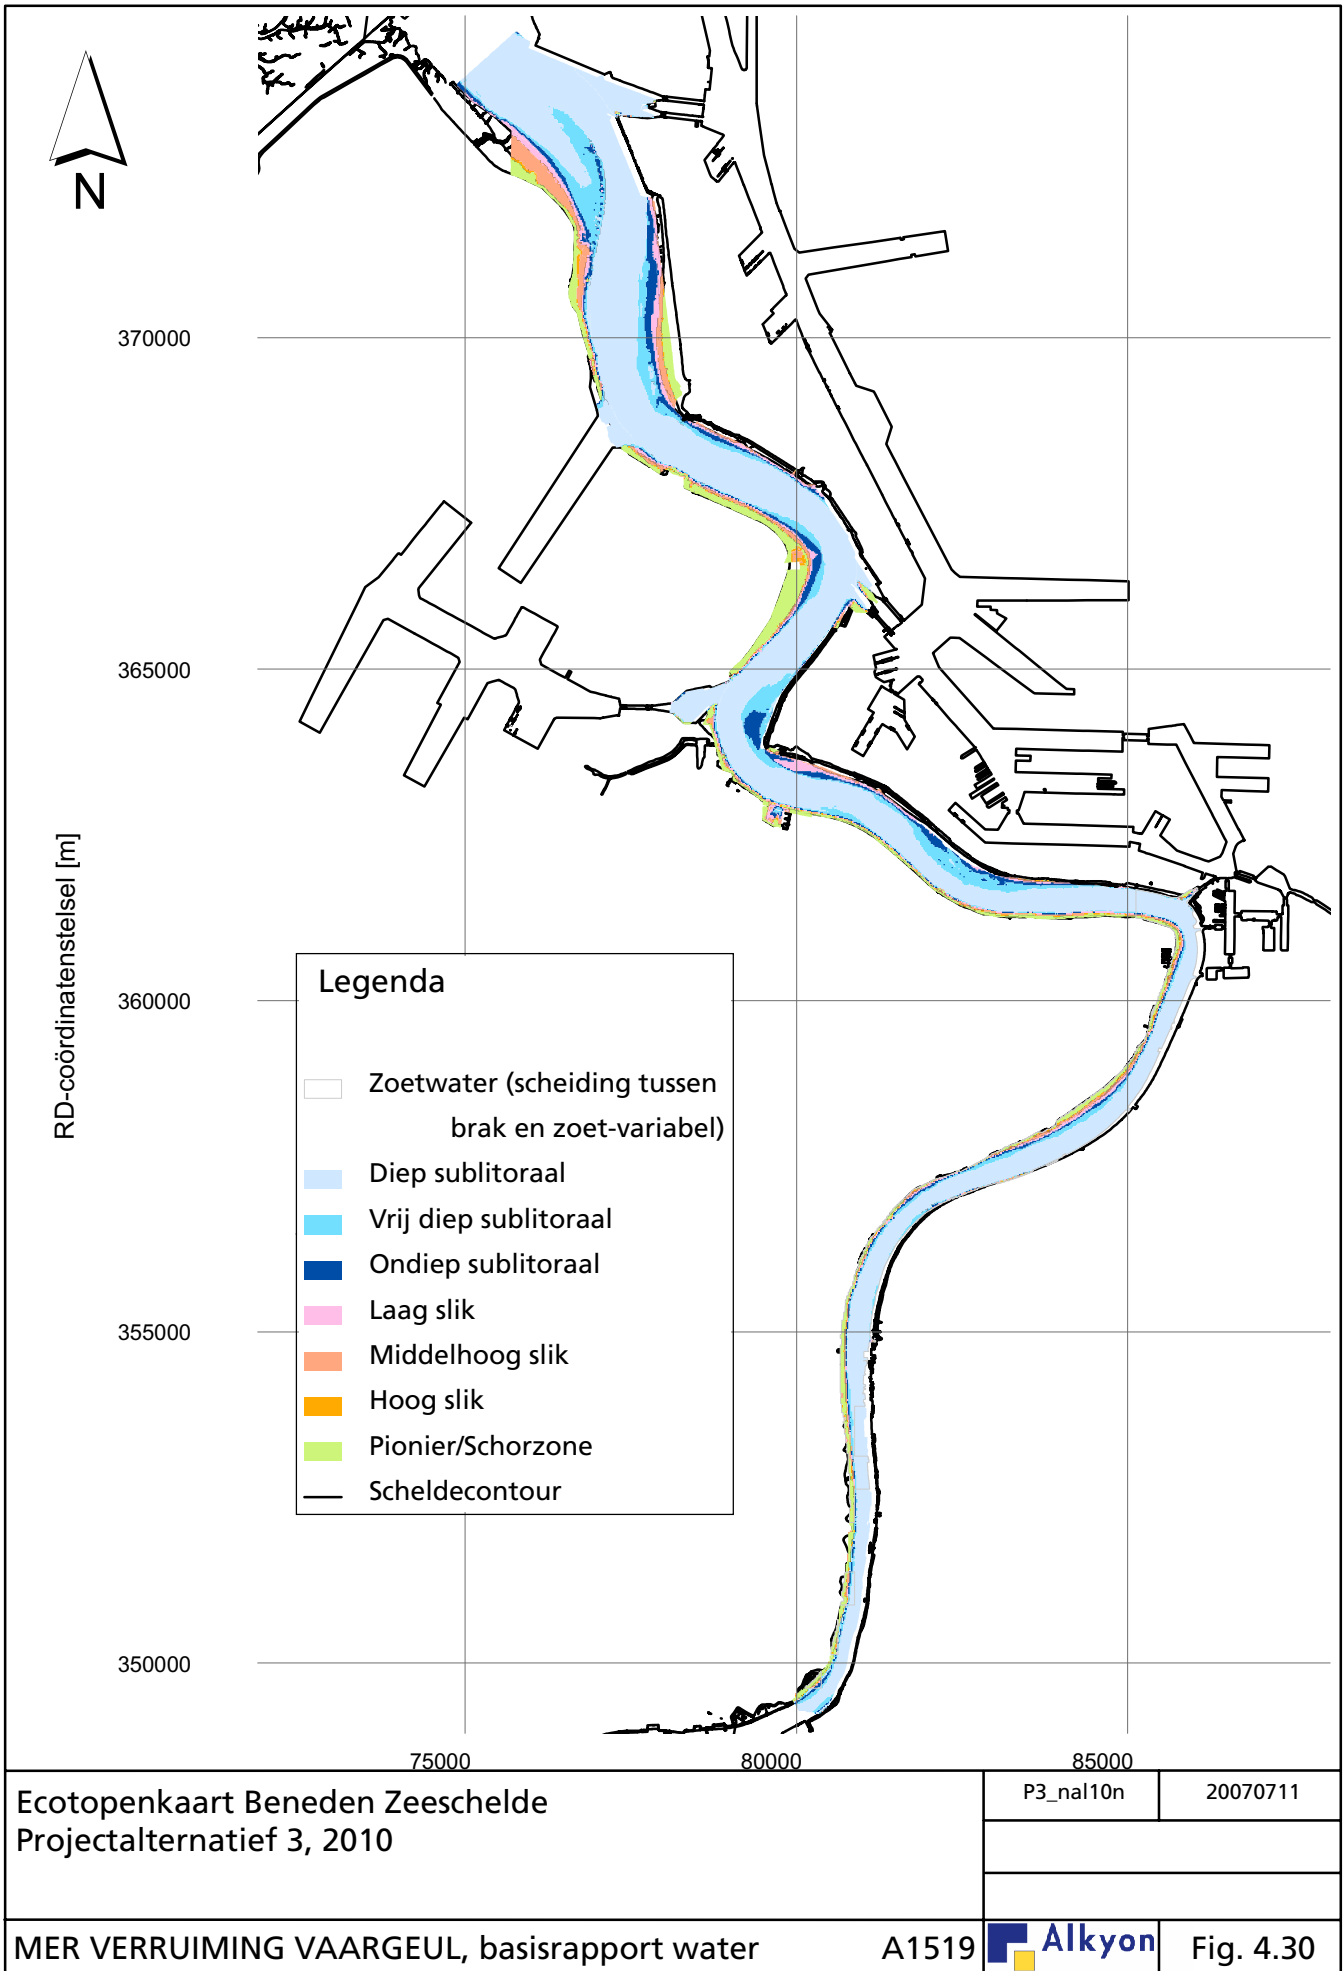 N
370000
365000
360000
355000
350000
RD-coördinatenstelsel [m]
Legenda
Zoetwater (scheiding tussen
brak en zoet-variabel)
Diep sublitoraal
Vrij diep sublitoraal
Ondiep sublitoraal
Laag slik
Middelhoog slik
Hoog slik
Pionier/Schorzone
Scheldecontour
75000 80000 85000
Ecotopenkaart Beneden Zeeschelde
Projectalternatief 3, 2010
P3_nal10n 20070711
MER VERRUIMING VAARGEUL, basisrapport water A1519 Alkyon Fig. 4.30